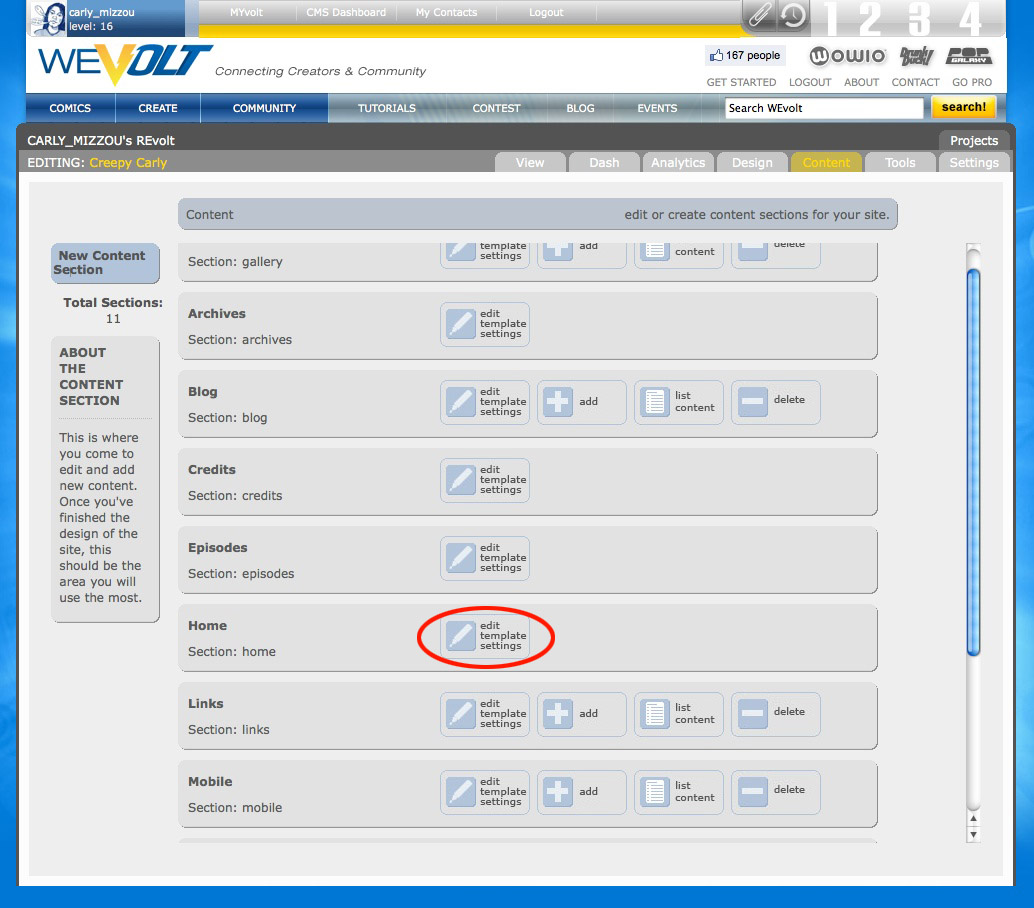 carly_mizzou
level: 16
MYvolt
CMS Dashboard
My Contacts
Logout
1 2 3 4
WEVOLT
Connecting Creators & Community
167 people
WOWIO
POP GALAXY
GET STARTED
LOGOUT
ABOUT
CONTACT
GO PRO
COMICS
CREATE
COMMUNITY
TUTORIALS
CONTEST
BLOG
EVENTS
Search WEvolt
search!
CARLY_MIZZOU's REvolt
Projects
EDITING: Creepy Carly
View
Dash
Analytics
Design
Content
Tools
Settings
Content
edit or create content sections for your site.
New Content
Section
Total Sections:
11
ABOUT
THE
CONTENT
SECTION
This is where
you come to
edit and add
new content.
Once you've
finished the
design of the
site, this
should be the
area you will
use the most.
Section: gallery
template
settings
add
content
delete
Archives
Section: archives
edit
template
settings
Blog
Section: blog
edit
template
settings
add
list
content
delete
Credits
Section: credits
edit
template
settings
Episodes
Section: episodes
edit
template
settings
Home
Section: home
edit
template
settings
Links
Section: links
edit
template
settings
add
list
content
delete
Mobile
Section: mobile
edit
template
settings
add
list
content
delete